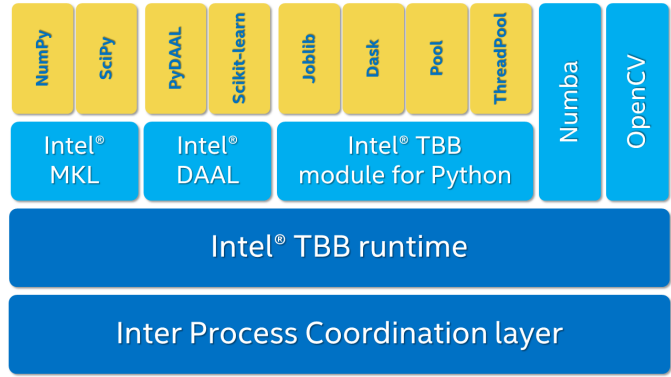 NumPy
SciPy
PyDAAL
Scikit-learn
Joblib
Dask
Pool
ThreadPool
Numba
OpenCV
Intel®
MKL
Intel®
DAAL
Intel® TBB
module for Python
Intel® TBB runtime
Inter Process Coordination layer